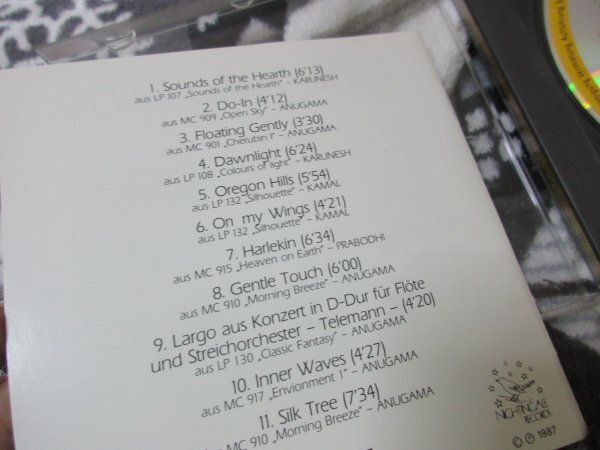 1. Sounds of the Hearth (6'13)
aus LP 107 „Sounds of the Hearth" – KARUNESH
2. Do-In (4'12)
aus MC 909 „Open Sky" – ANUGAMA
3. Floating Gently (3'30)
aus MC 901 „Cherubin I" – ANUGAMA
4. Dawnlight (6'24)
aus LP 108 „Colours of light" – KARUNESH
5. Oregon Hills (5'54)
aus LP 132 „Silhouette" – KAMAL
6. On my Wings (4'21)
aus LP 132 „Silhouette" – KAMAL
7. Harlekin (6'34)
aus MC 915 „Heaven on Earth" – PRABODHI
8. Gentle Touch (6'00)
aus MC 910 „Morning Breeze" – ANUGAMA
9. Largo aus Konzert in D-Dur für Flöte
und Streichorchester – Telemann – (4'20)
aus LP 130 „Classic Fantasy" – ANUGAMA
10. Inner Waves (4'27)
aus MC 917 „Envionment 1" – ANUGAMA
11. Silk Tree (7'34)
aus MC 910 „Morning Breeze" – ANUGAMA
NIGHTINGALE
RECORDS
© ℗ 1987